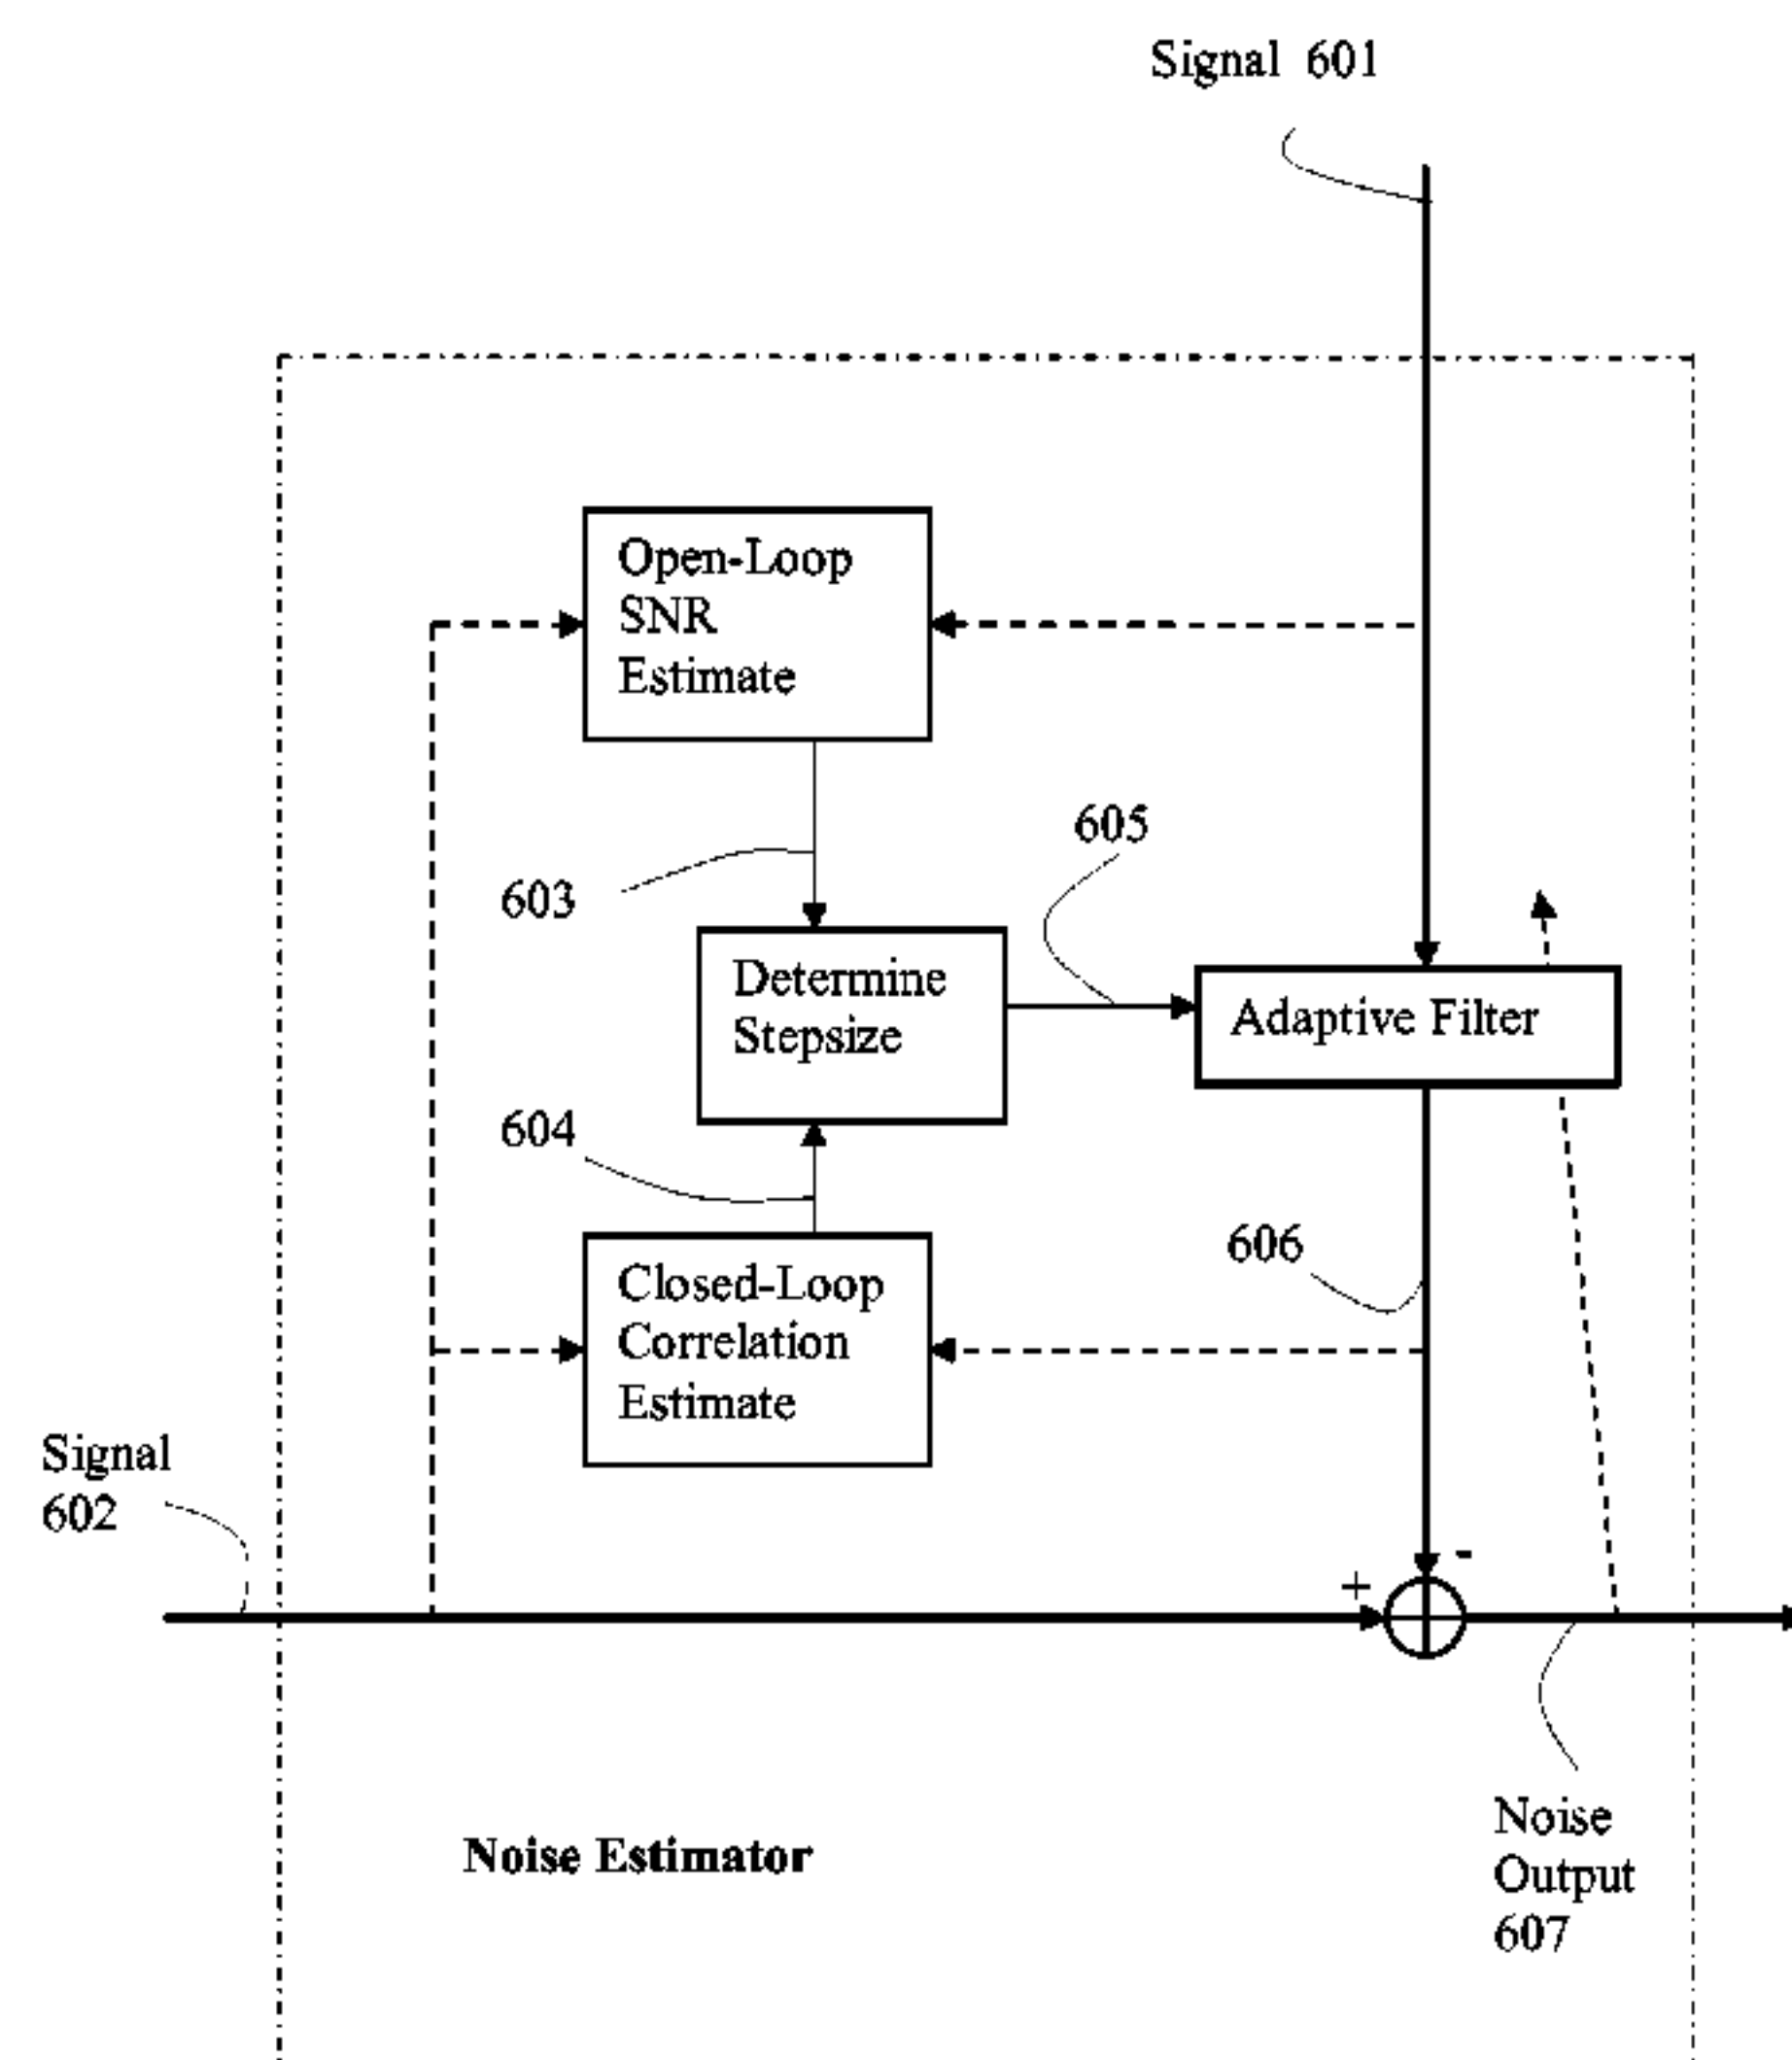 Signal 601
Open-Loop
SNR
Estimate
605
603
Determine
Stepsize
Adaptive Filter
604
606
Closed-Loop
Correlation
Estimate
Signal
602
+
-
Noise Estimator
Noise
Output
607